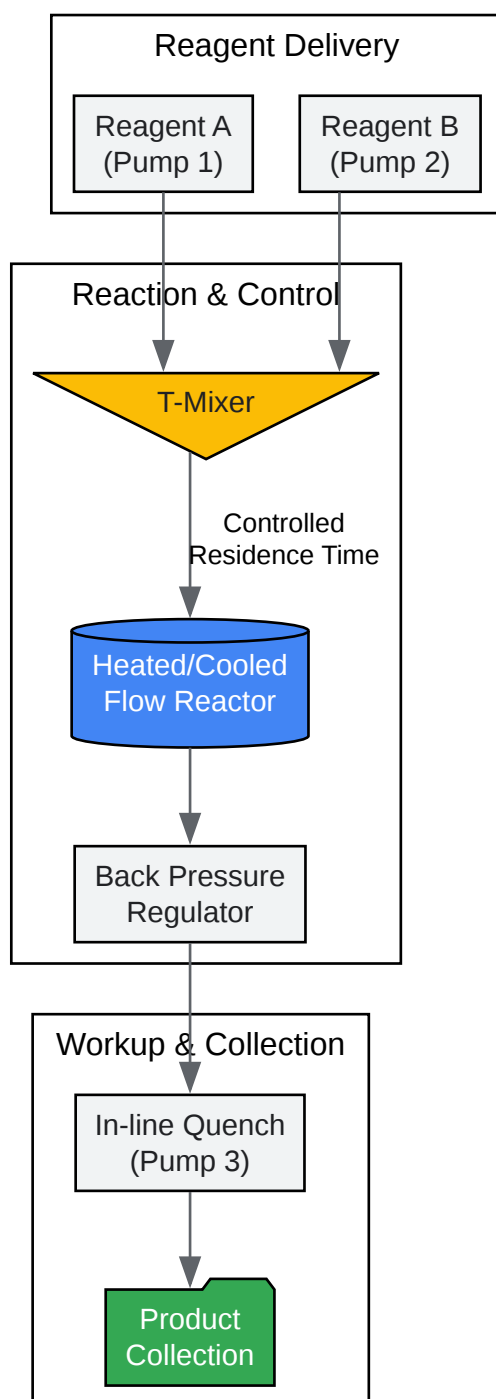 Reagent Delivery
Reagent A
(Pump 1)
Reagent B
(Pump 2)
Reaction & Control
T-Mixer
Controlled
Residence Time
Heated/Cooled
Flow Reactor
Back Pressure
Regulator
Workup & Collection
In-line Quench
(Pump 3)
Product
Collection